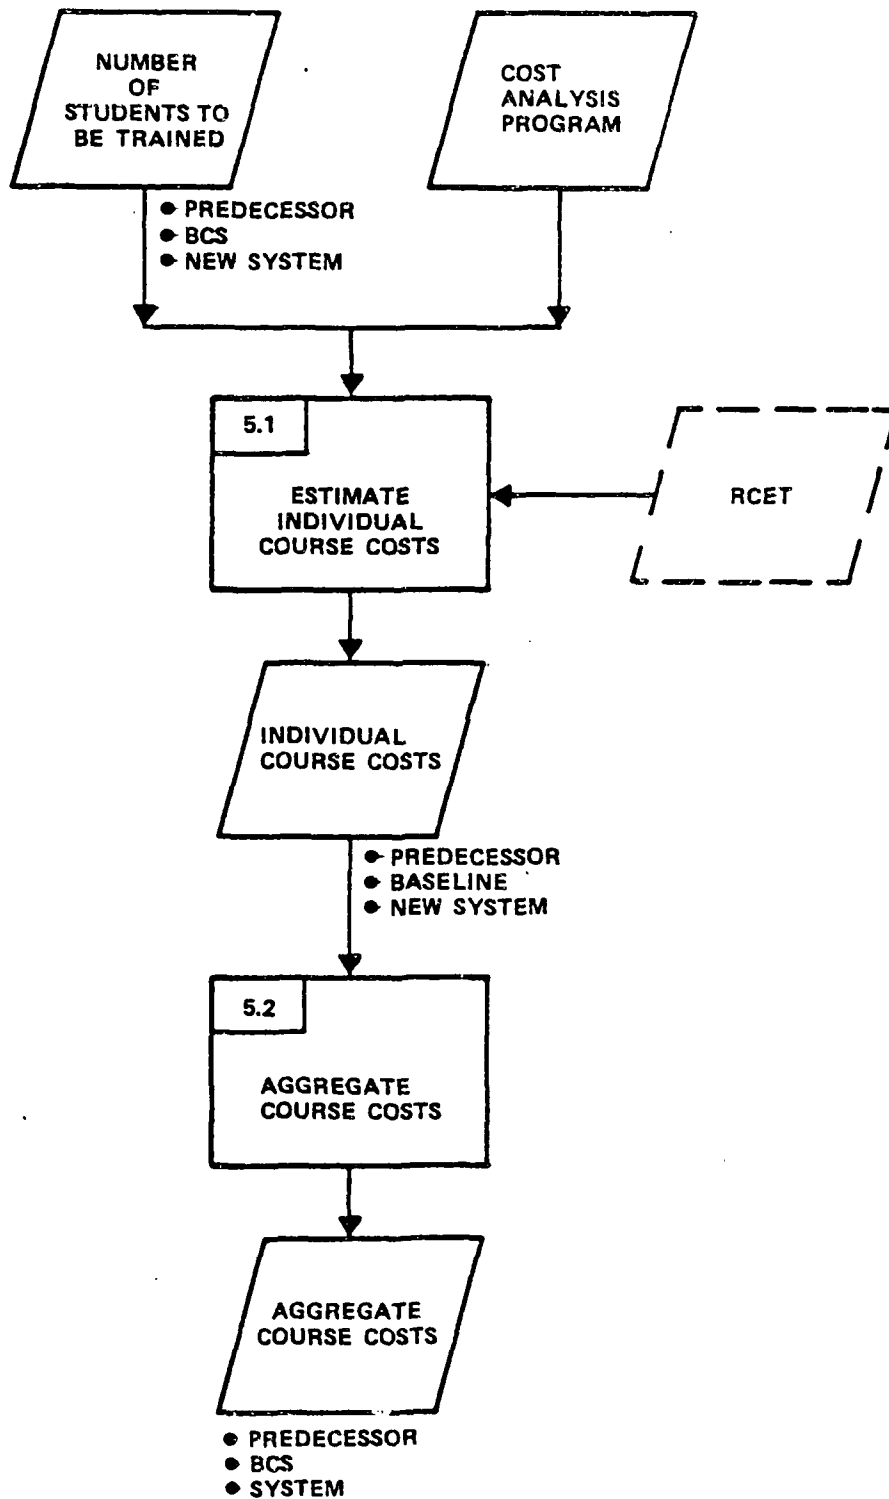 NUMBER
OF
STUDENTS TO
BE TRAINED
COST
ANALYSIS
PROGRAM
● PREDECESSOR
● BCS
● NEW SYSTEM
5.1
ESTIMATE
INDIVIDUAL
COURSE COSTS
RCET
INDIVIDUAL
COURSE COSTS
● PREDECESSOR
● BASELINE
● NEW SYSTEM
5.2
AGGREGATE
COURSE COSTS
AGGREGATE
COURSE COSTS
● PREDECESSOR
● BCS
● SYSTEM